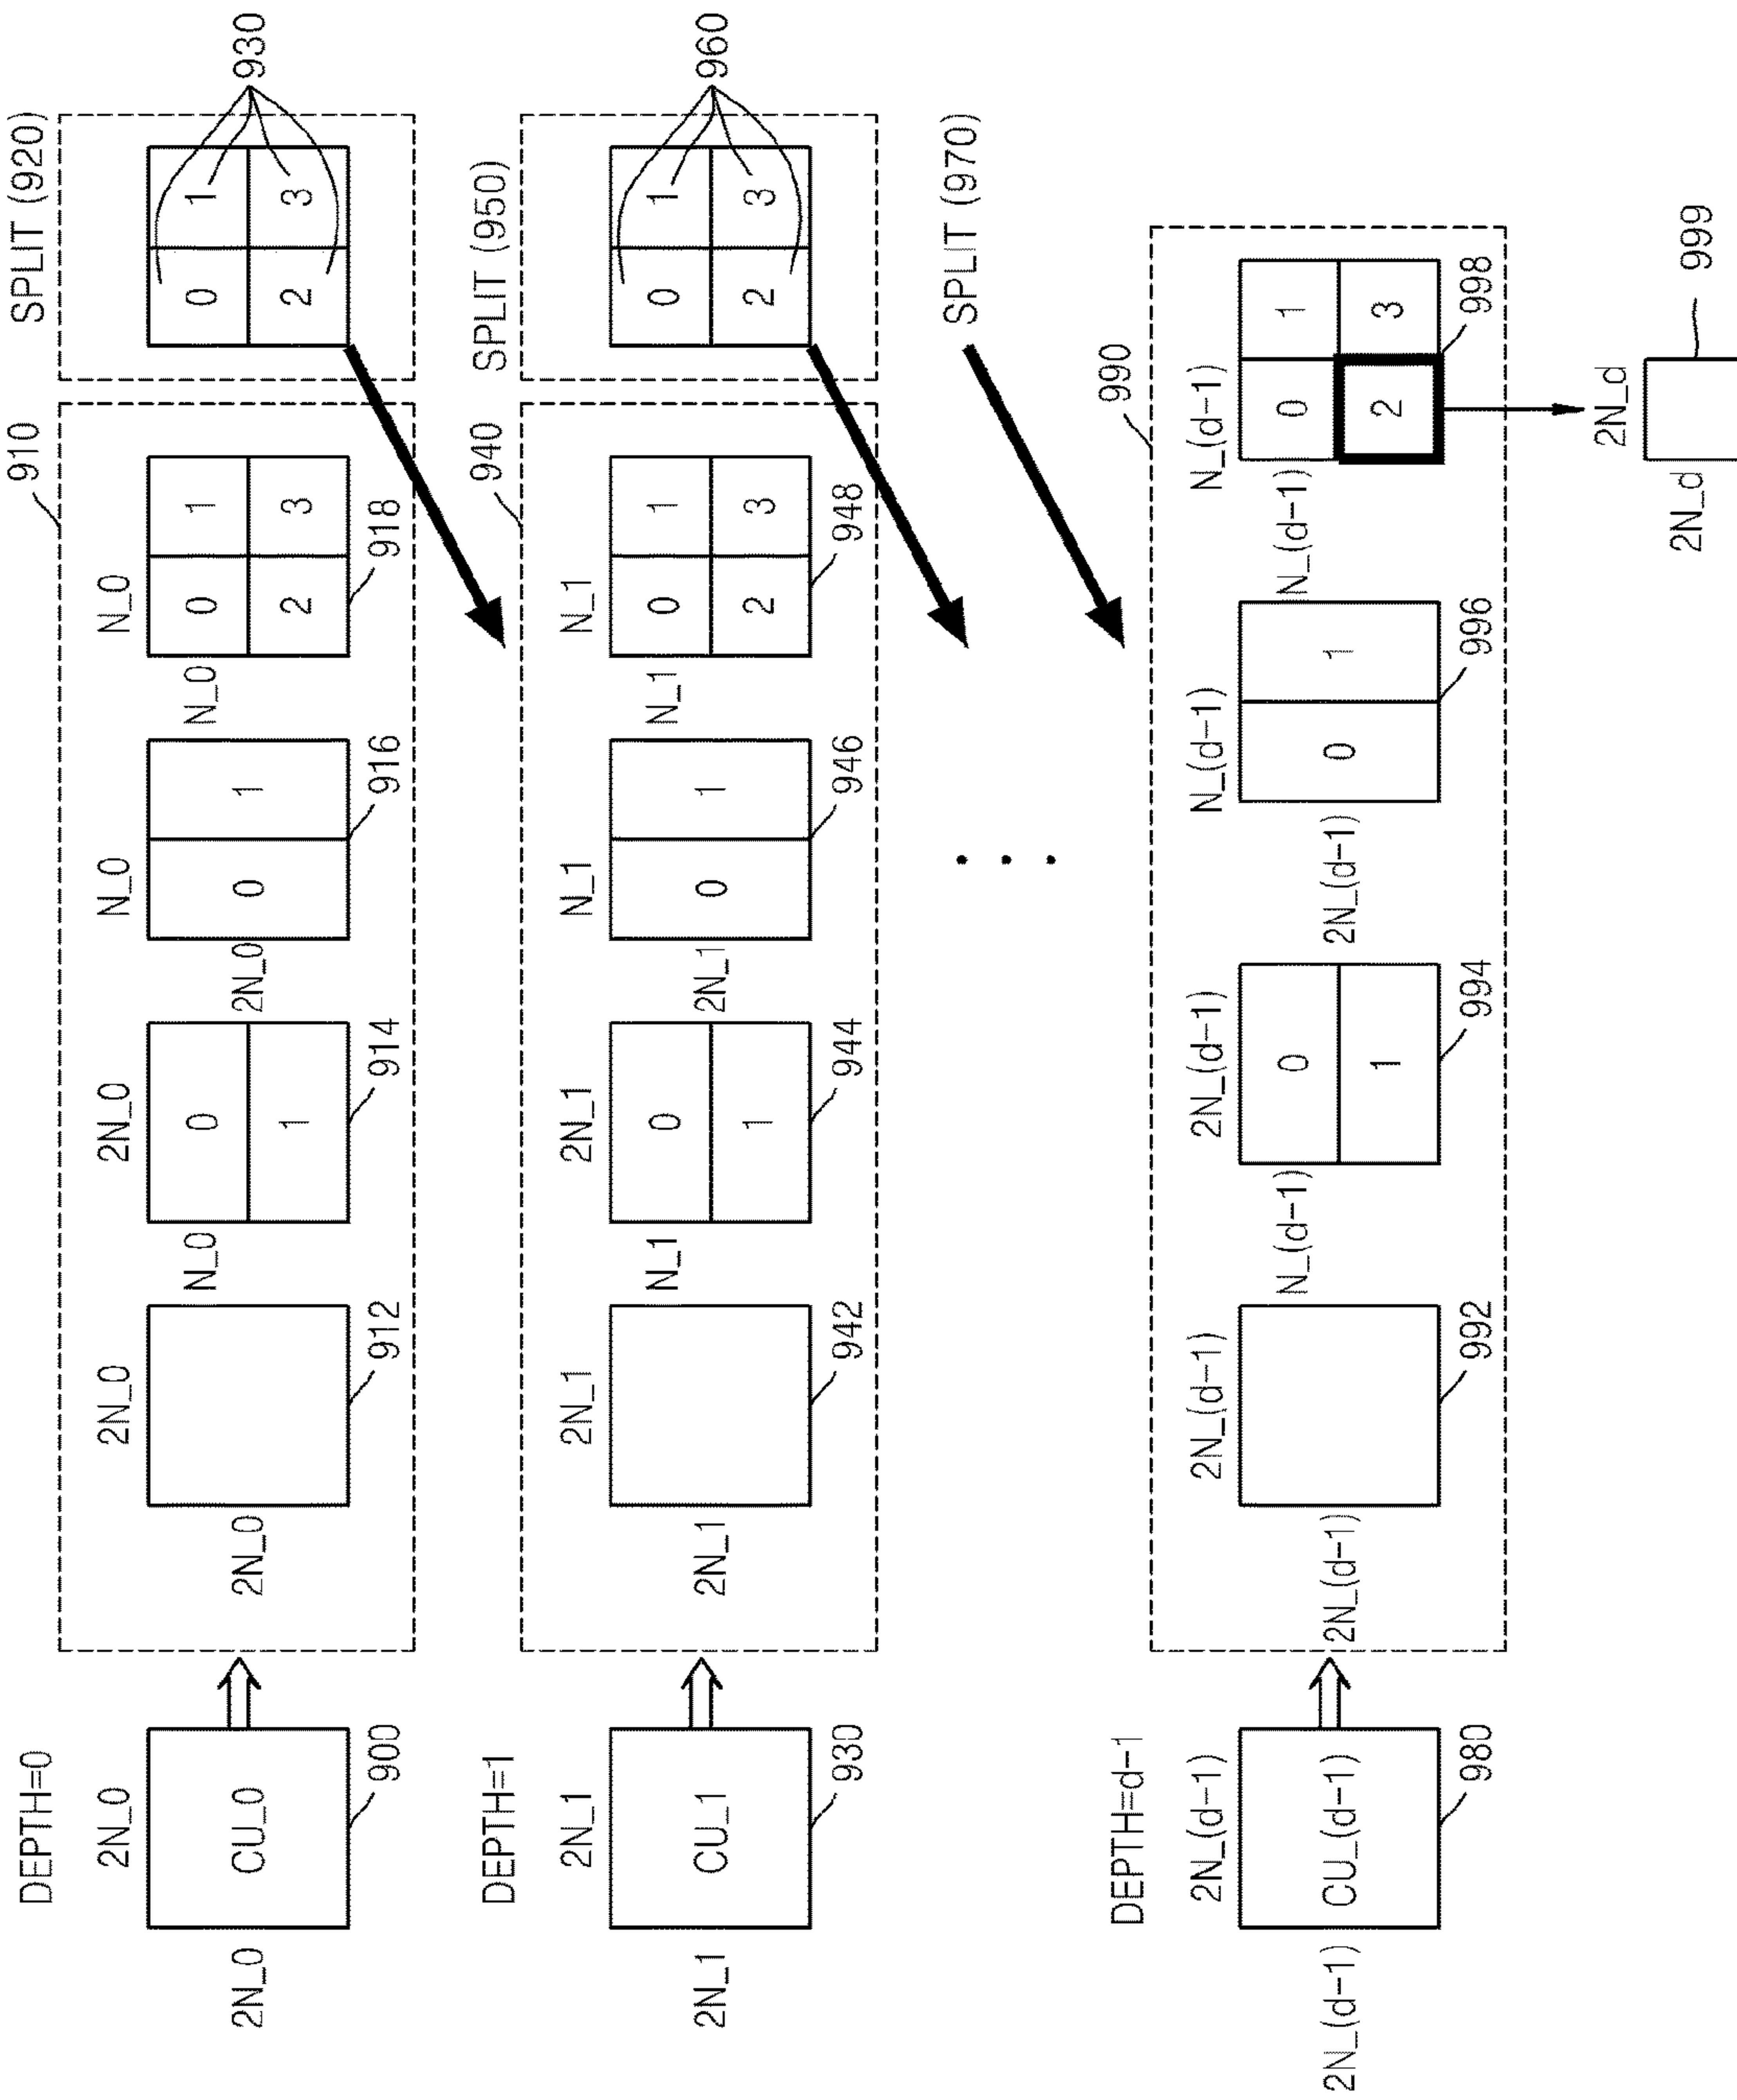 DEPTH=0
2N_0
2N_0
CU_0
900
910
2N_0
2N_0
912
2N_0
N_0
0
1
914
N_0
2N_0
0
1
916
N_0
N_0
0
1
2
3
918
SPLIT (920)
0
1
2
3
930
DEPTH=1
2N_1
2N_1
CU_1
930
940
2N_1
2N_1
942
2N_1
N_1
0
1
944
N_1
2N_1
0
1
946
N_1
N_1
0
1
2
3
948
SPLIT (950)
0
1
2
3
960
SPLIT (970)
DEPTH=d-1
2N_(d-1)
2N_(d-1)
CU_(d-1)
980
990
2N_(d-1)
2N_(d-1)
992
2N_(d-1)
N_(d-1)
0
1
994
N_(d-1)
2N_(d-1)
0
1
996
N_(d-1)
N_(d-1)
0
1
2
3
998
2N_d
2N_d
999